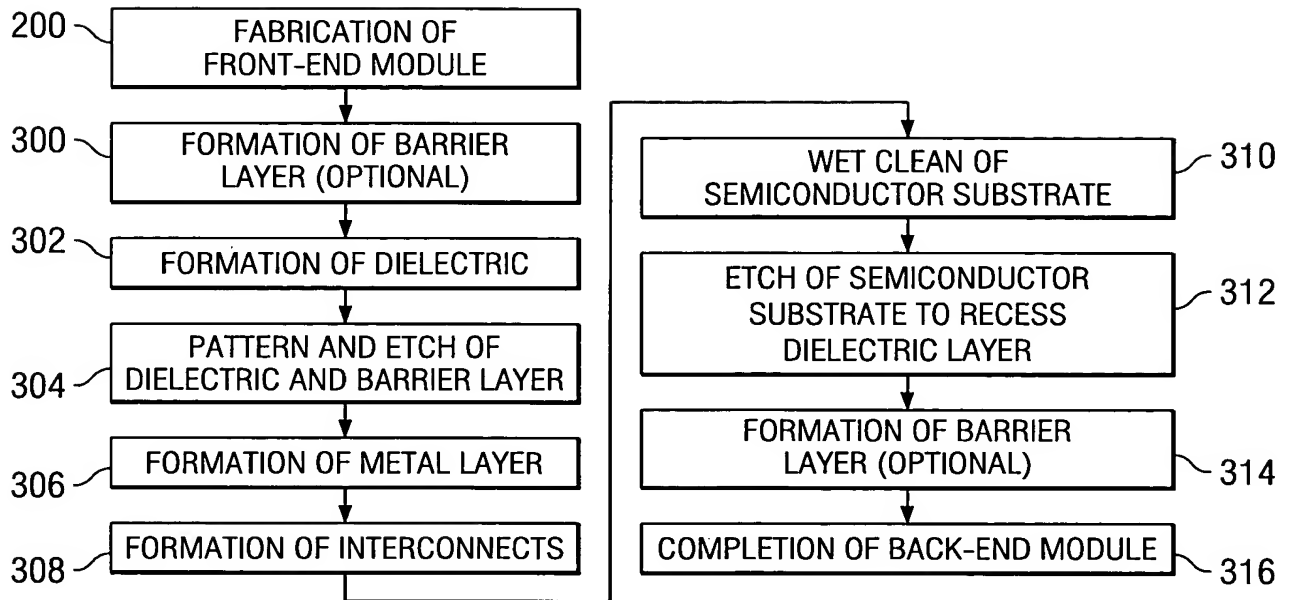 200
FABRICATION OF
FRONT-END MODULE
300
FORMATION OF BARRIER
LAYER (OPTIONAL)
302
FORMATION OF DIELECTRIC
304
PATTERN AND ETCH OF
DIELECTRIC AND BARRIER LAYER
306
FORMATION OF METAL LAYER
308
FORMATION OF INTERCONNECTS
WET CLEAN OF
SEMICONDUCTOR SUBSTRATE
310
ETCH OF SEMICONDUCTOR
SUBSTRATE TO RECESS
DIELECTRIC LAYER
312
FORMATION OF BARRIER
LAYER (OPTIONAL)
314
COMPLETION OF BACK-END MODULE
316